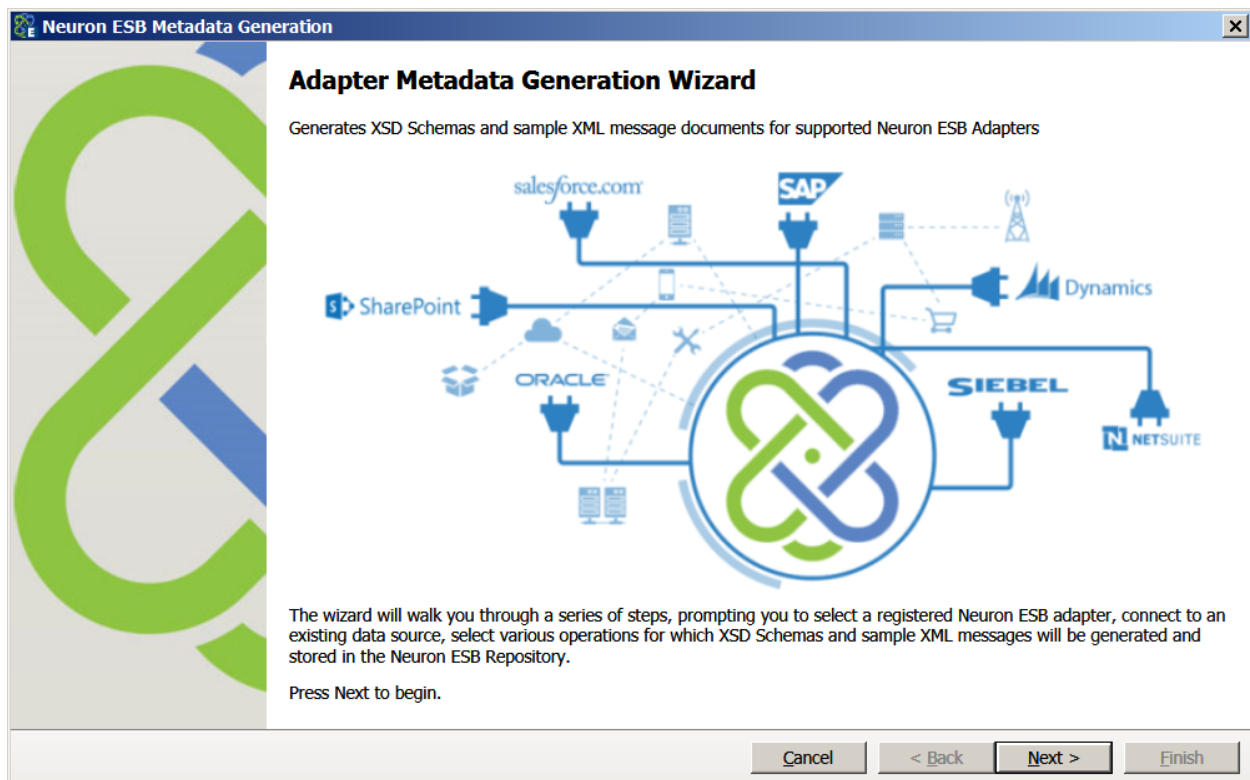 Neuron ESB Metadata Generation
Adapter Metadata Generation Wizard
Generates XSD Schemas and sample XML message documents for supported Neuron ESB Adapters
salesforce.com
SAP
SharePoint
Dynamics
ORACLE
SIEBEL
NETSUITE
The wizard will walk you through a series of steps, prompting you to select a registered Neuron ESB adapter, connect to an
existing data source, select various operations for which XSD Schemas and sample XML messages will be generated and
stored in the Neuron ESB Repository.
Press Next to begin.
Cancel
< Back
Next >
Finish